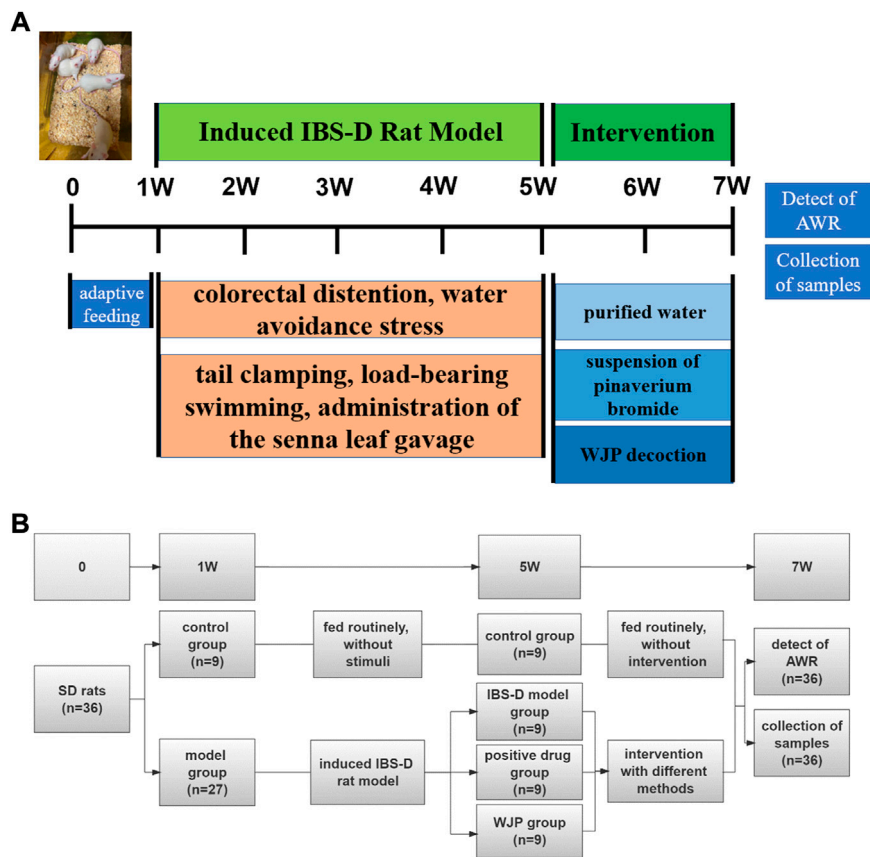 A
Induced IBS-D Rat Model
Intervention
0
1W
2W
3W
4W
5W
6W
7W
Detect of
AWR
Collection
of samples
adaptive
feeding
colorectal distention, water
avoidance stress
purified water
tail clamping, load-bearing
swimming, administration of
the senna leaf gavage
suspension of
pinaverium
bromide
WJP decoction
B
0
1W
5W
7W
control
group
(n=9)
fed routinely,
without
stimuli
control group
(n=9)
fed routinely,
without
intervention
detect of
AWR
(n=36)
SD rats
(n=36)
IBS-D model
group
(n=9)
collection of
samples
(n=36)
model
group
(n=27)
induced IBS-D
rat model
positive drug
group
(n=9)
intervention
with different
methods
WJP group
(n=9)